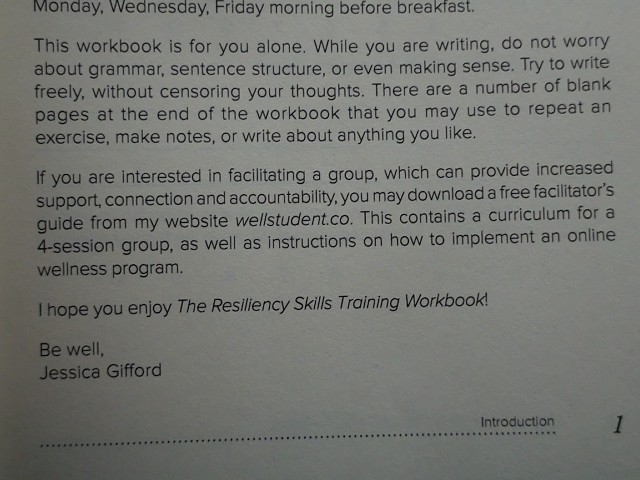 Monday, Wednesday, Friday morning before breakfast.
This workbook is for you alone. While you are writing, do not worry
about grammar, sentence structure, or even making sense. Try to write
freely, without censoring your thoughts. There are a number of blank
pages at the end of the workbook that you may use to repeat an
exercise, make notes, or write about anything you like.
If you are interested in facilitating a group, which can provide increased
support, connection and accountability, you may download a free facilitator's
guide from my website wellstudent.co. This contains a curriculum for a
4-session group, as well as instructions on how to implement an online
wellness program.
I hope you enjoy The Resiliency Skills Training Workbook!
Be well,
Jessica Gifford
Introduction 1